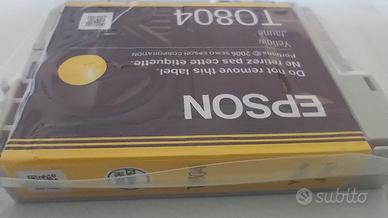 T0804
Yellow
Jaune
Portions © 2006 SEIKO EPSON CORPORATION
Do not remove this label.
Ne retirez pas cette étiquette.
EPSON
subito